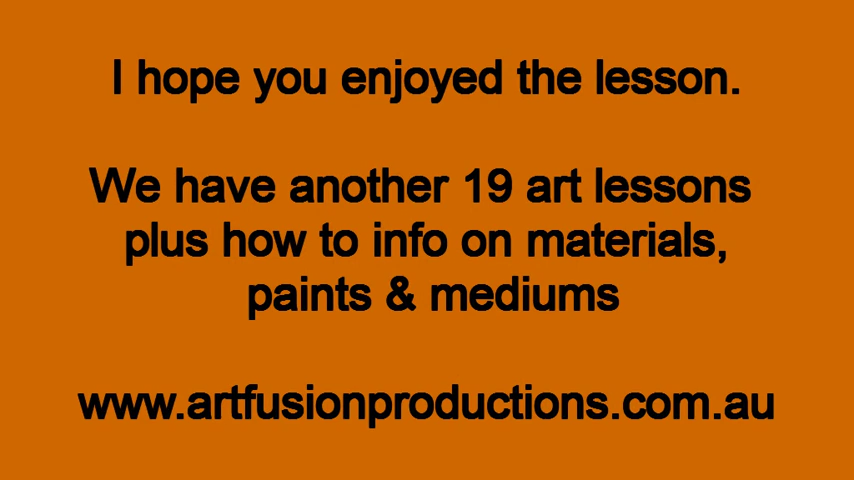 I hope you enjoyed the lesson.
We have another 19 art lessons
plus how to info on materials,
paints & mediums
www.artfusionproductions.com.au